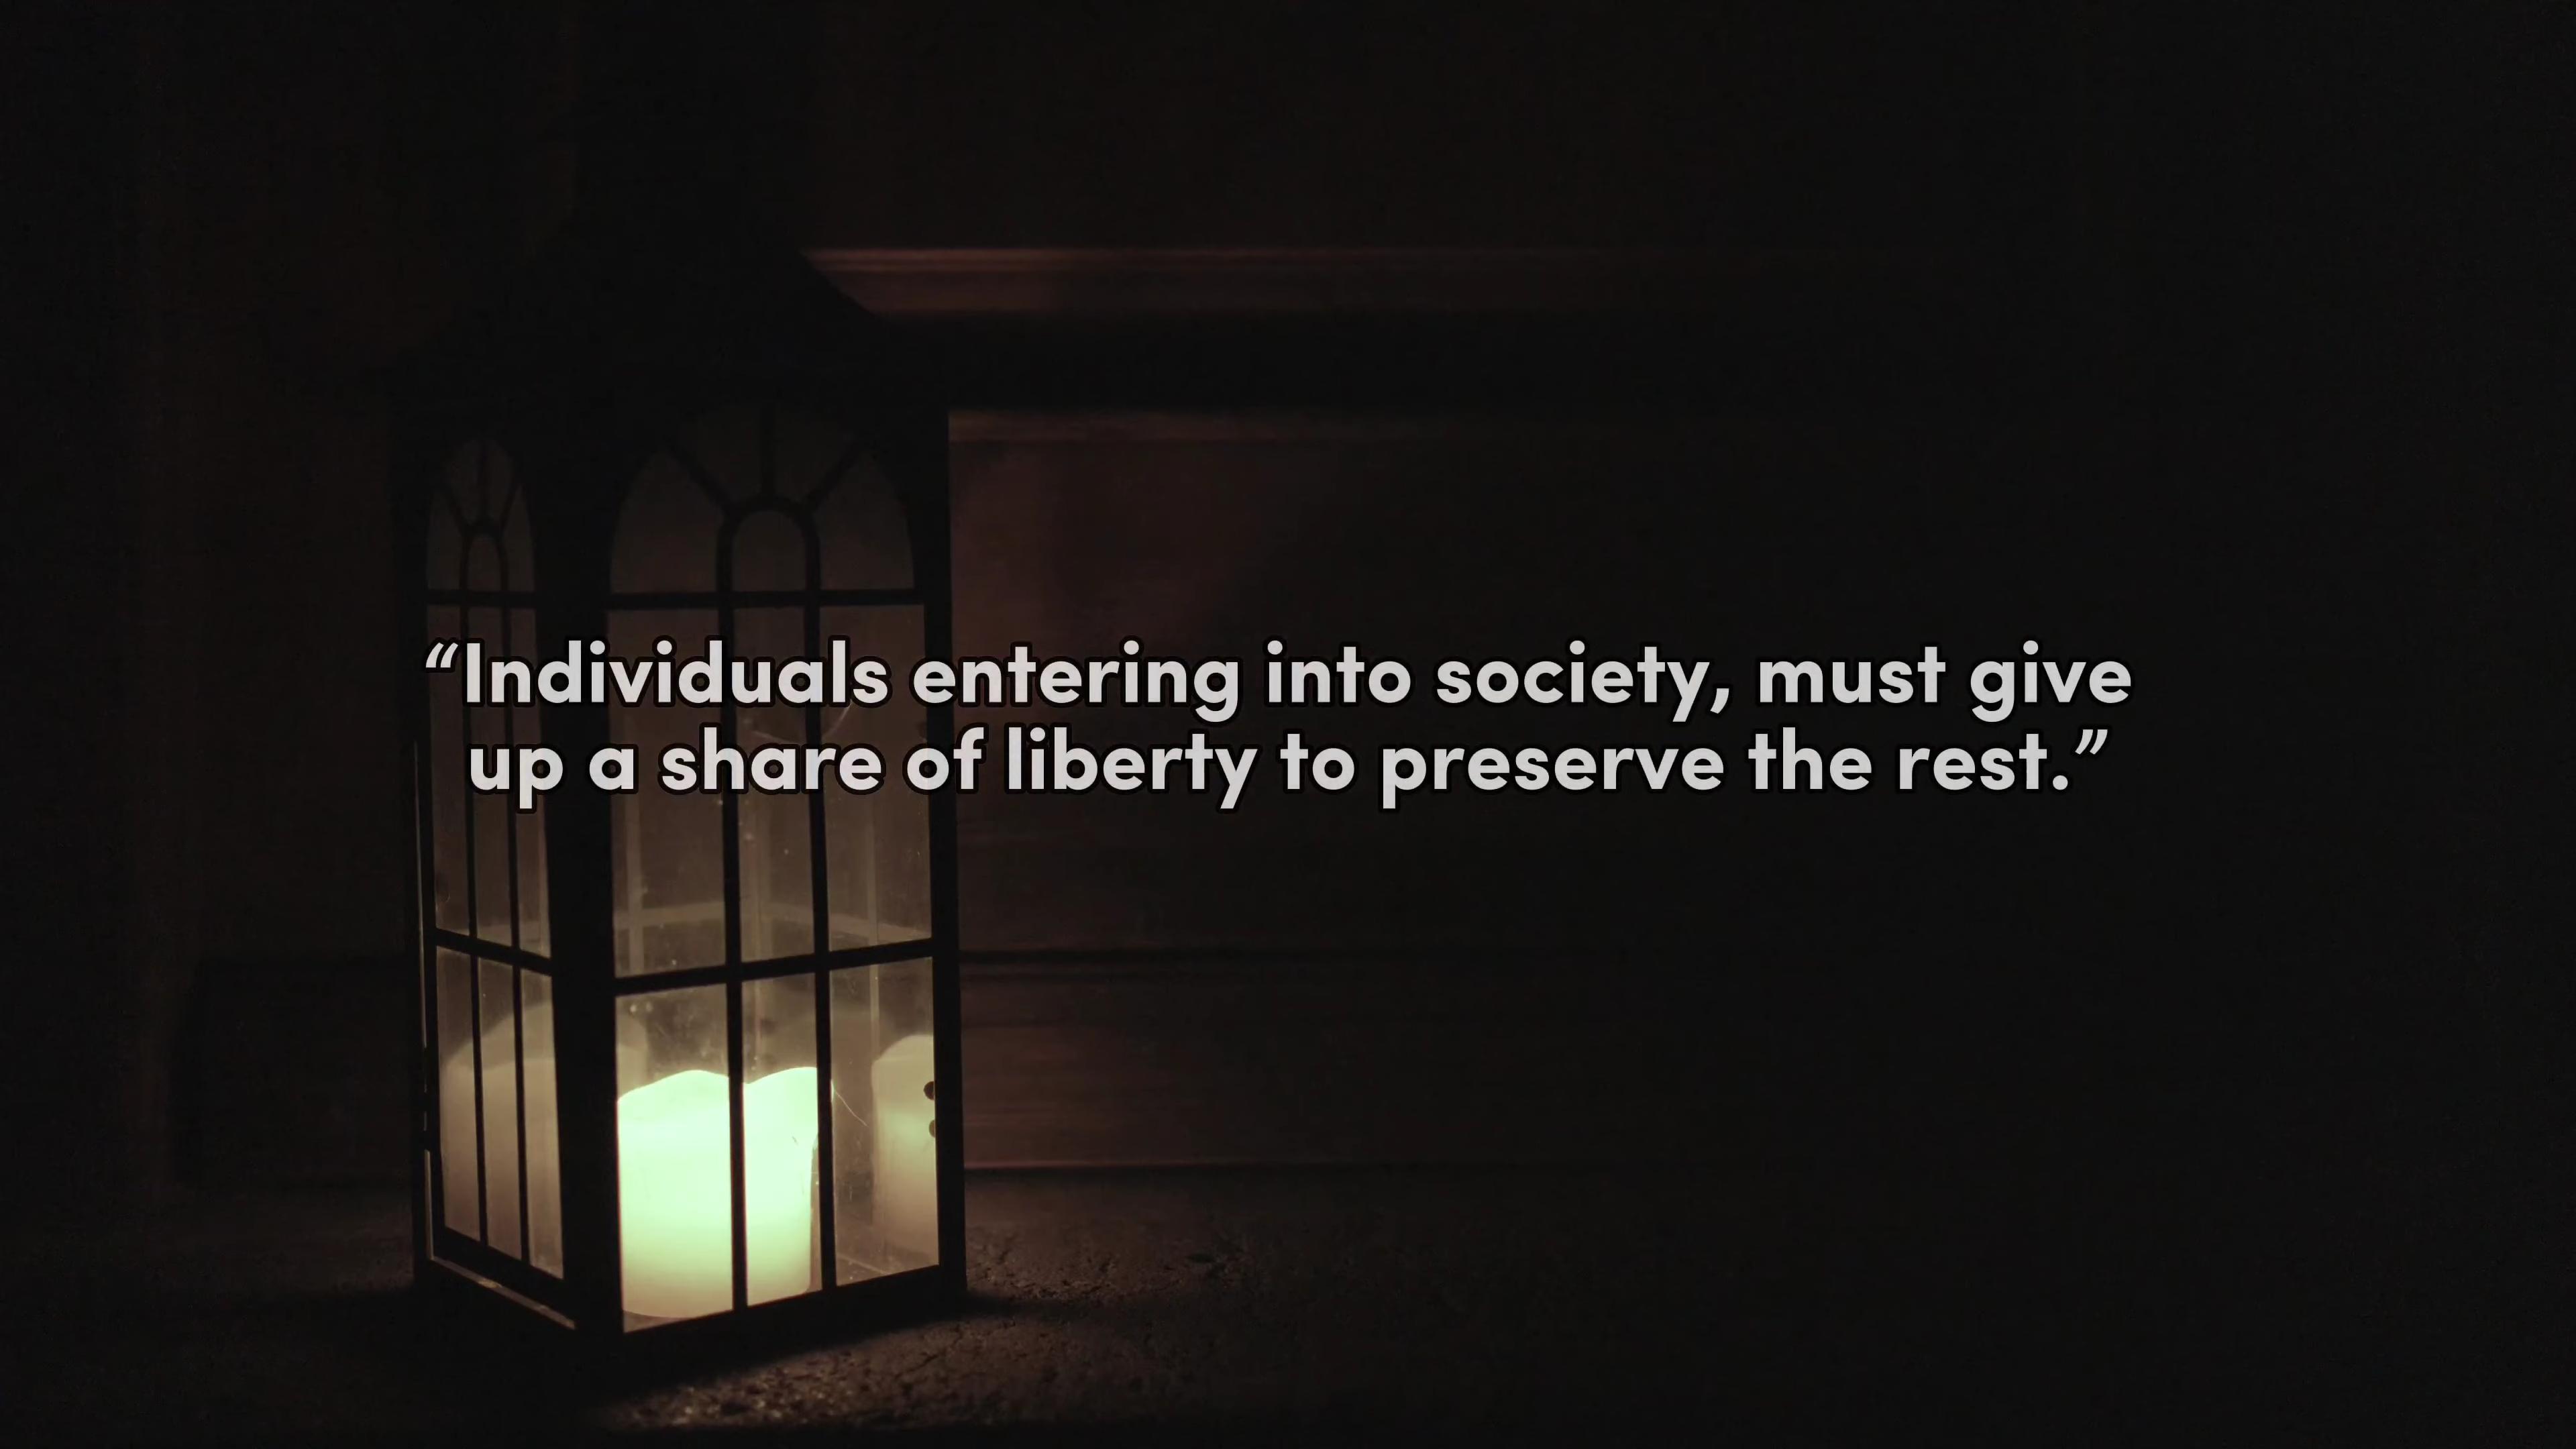 “Individuals entering into society, must give
up a share of liberty to preserve the rest.”